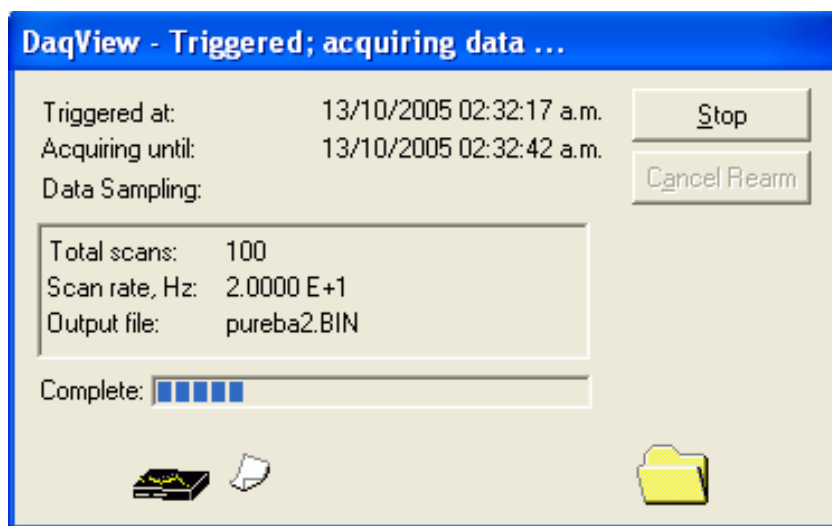 DaqView - Triggered; acquiring data ...
Triggered at: 13/10/2005 02:32:17 a.m.
Stop
Acquiring until: 13/10/2005 02:32:42 a.m.
Cancel Rearm
Data Sampling:
Total scans: 100
Scan rate, Hz: 2.0000 E+1
Output file: pureba2.BIN
Complete: